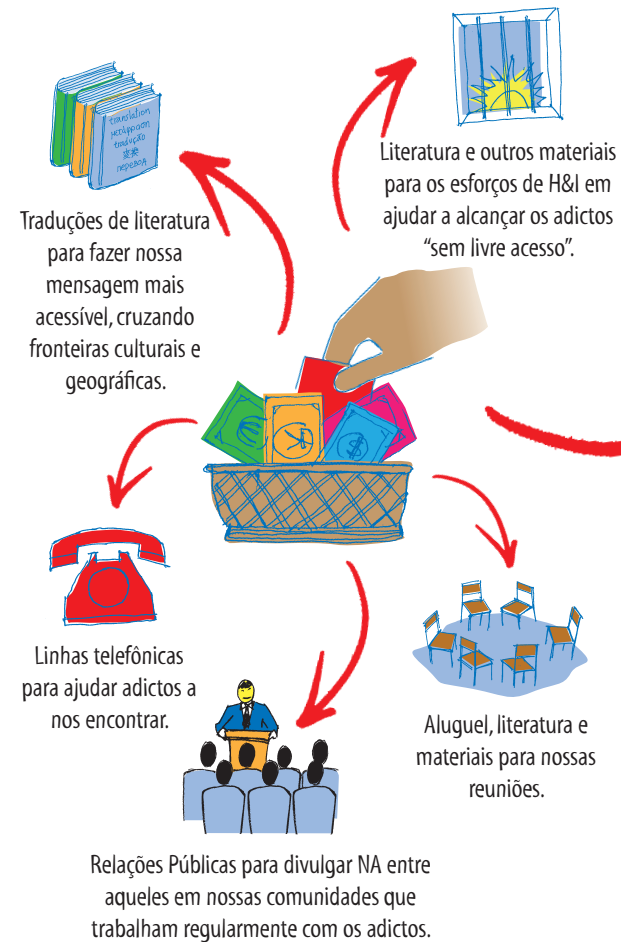 translation
tradução
Traduções de literatura
para fazer nossa
mensagem mais
acessível, cruzando
fronteiras culturais e
geográficas.
Literatura e outros materiais
para os esforços de H&I em
ajudar a alcançar os adictos
“sem livre acesso”.
€
$
Linhas telefônicas
para ajudar adictos a
nos encontrar.
Aluguel, literatura e
materiais para nossas
reuniões.
Relações Públicas para divulgar NA entre
aqueles em nossas comunidades que
trabalham regularmente com os adictos.